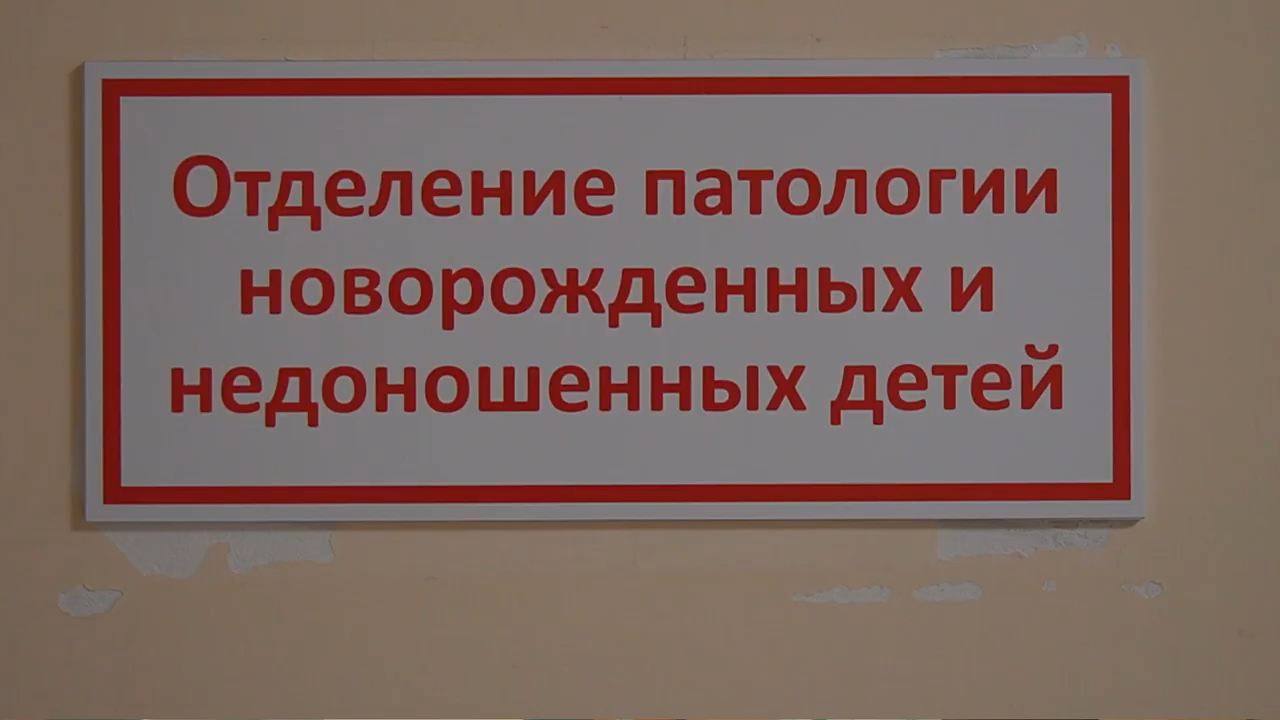 Отделение патологии
новорожденных и
недоношенных детей